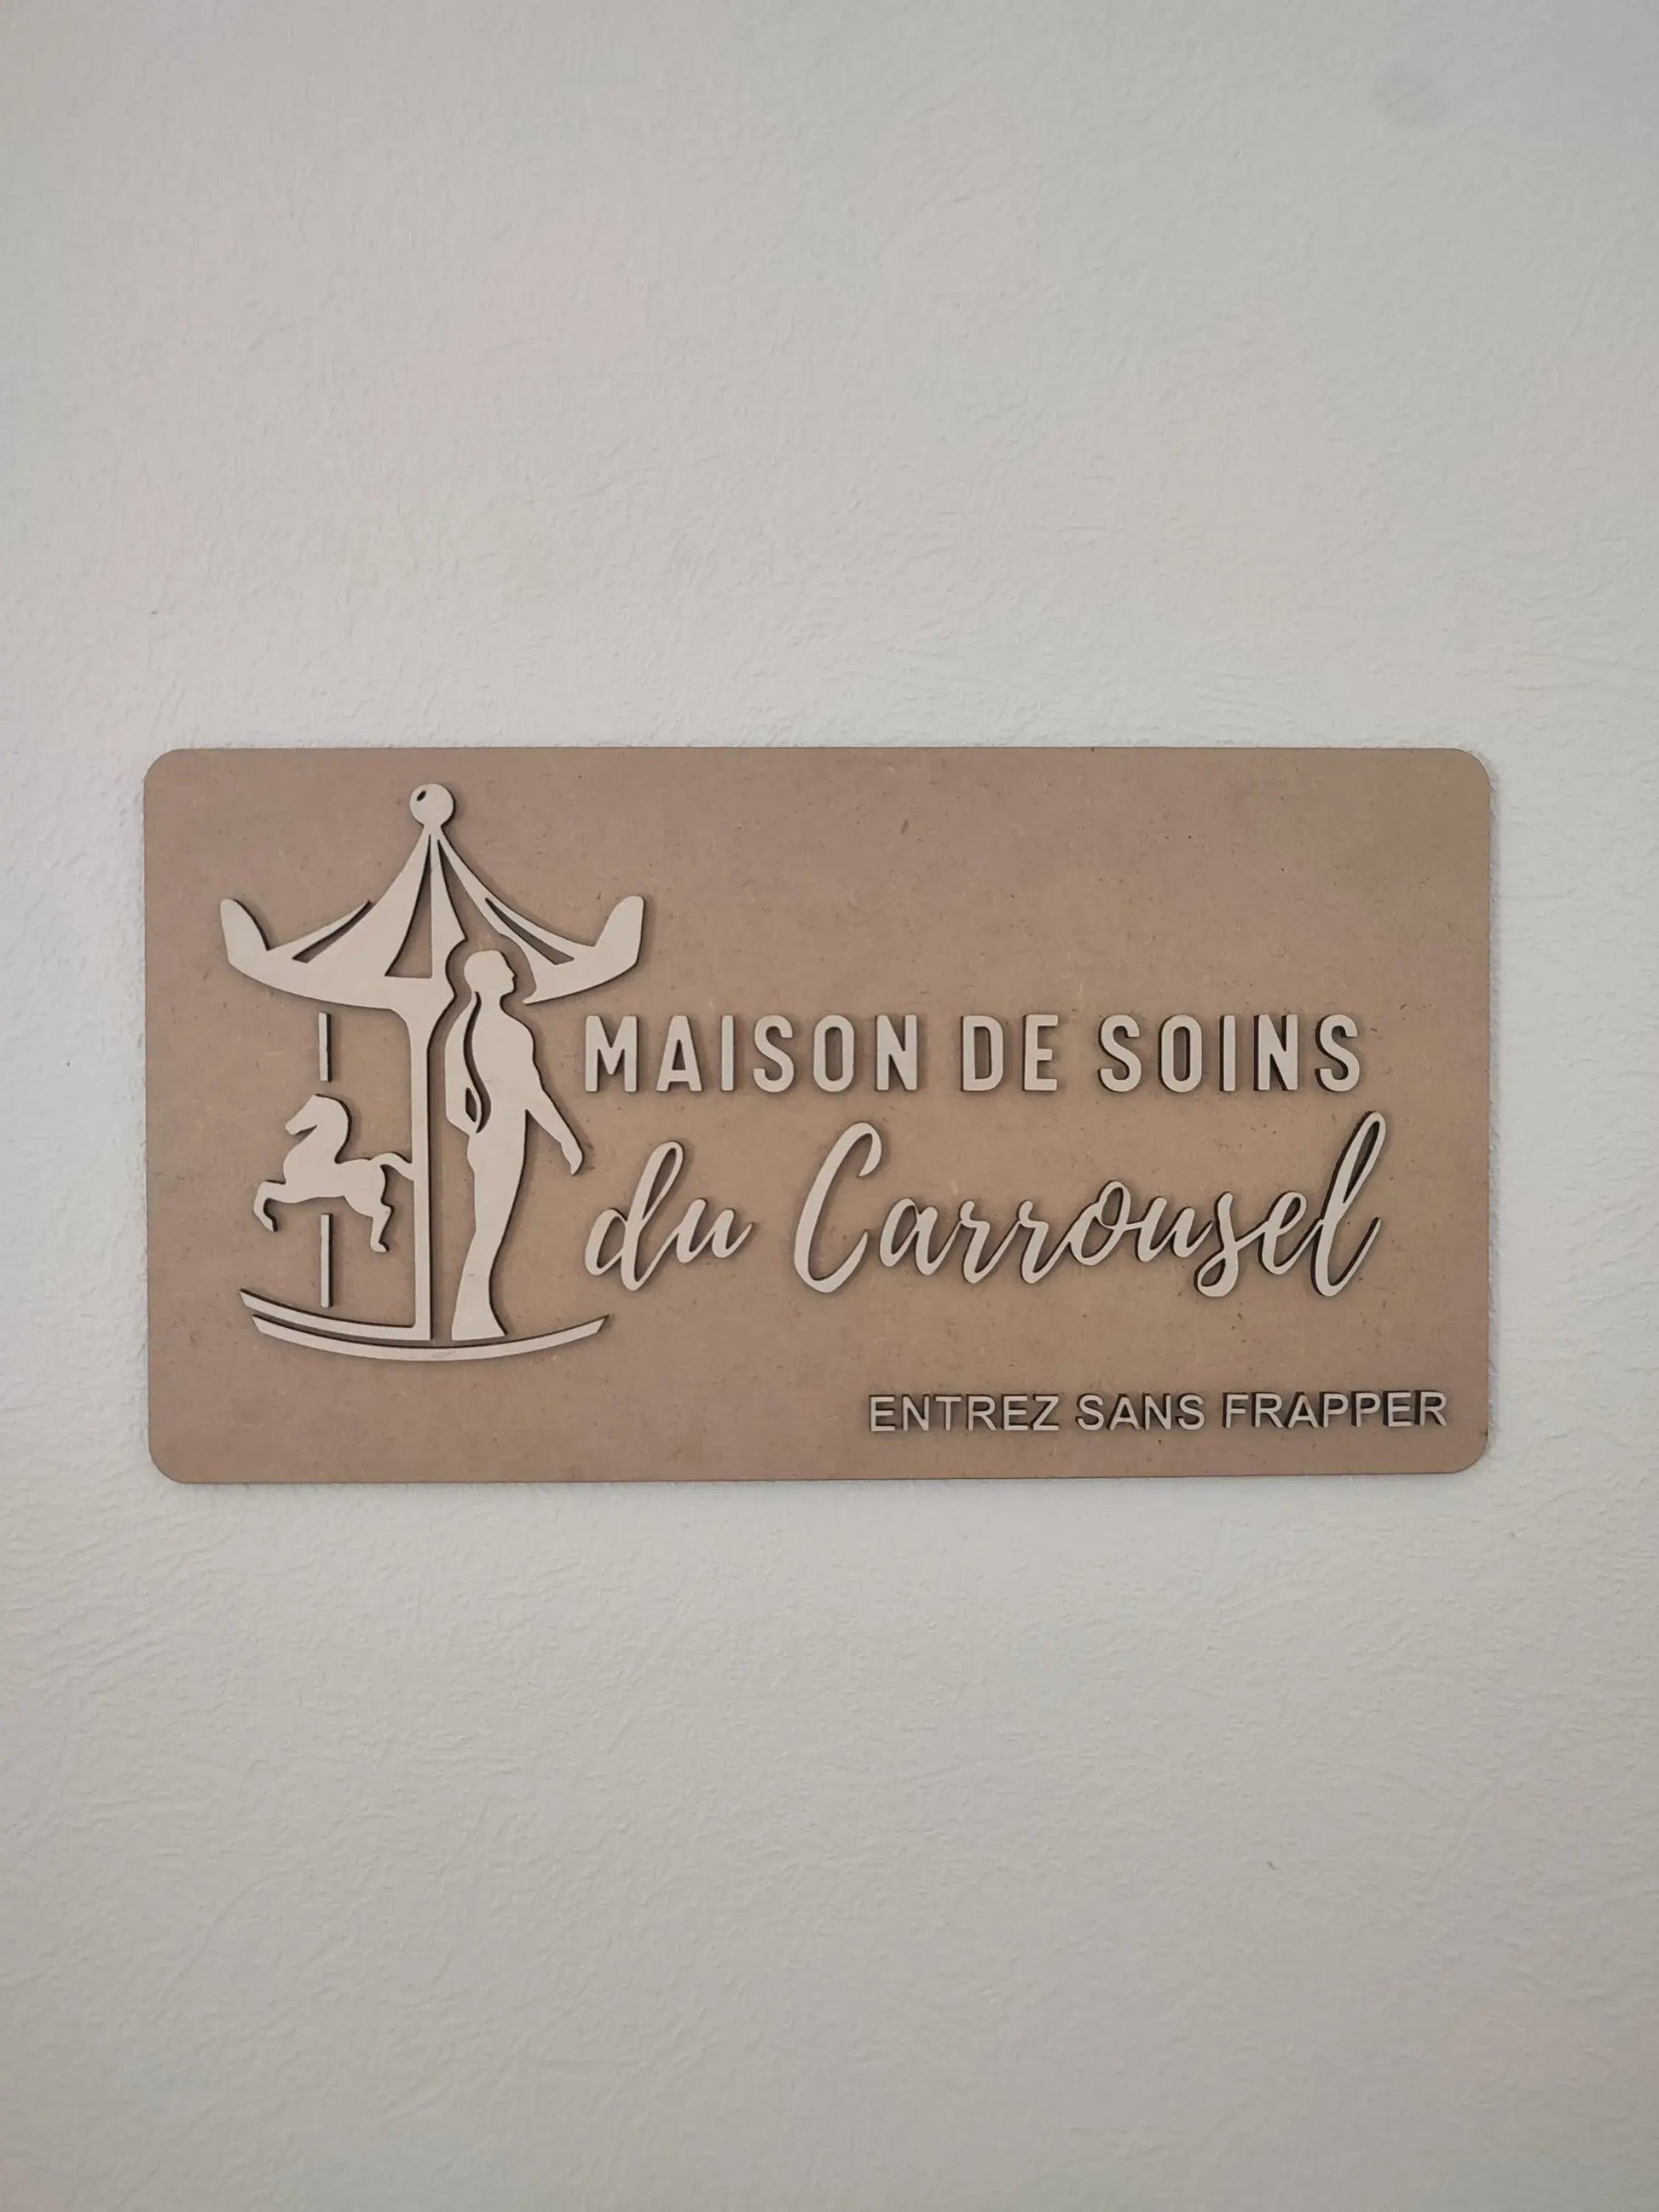 MAISON DE SOINS
du Carrousel
ENTREZ SANS FRAPPER